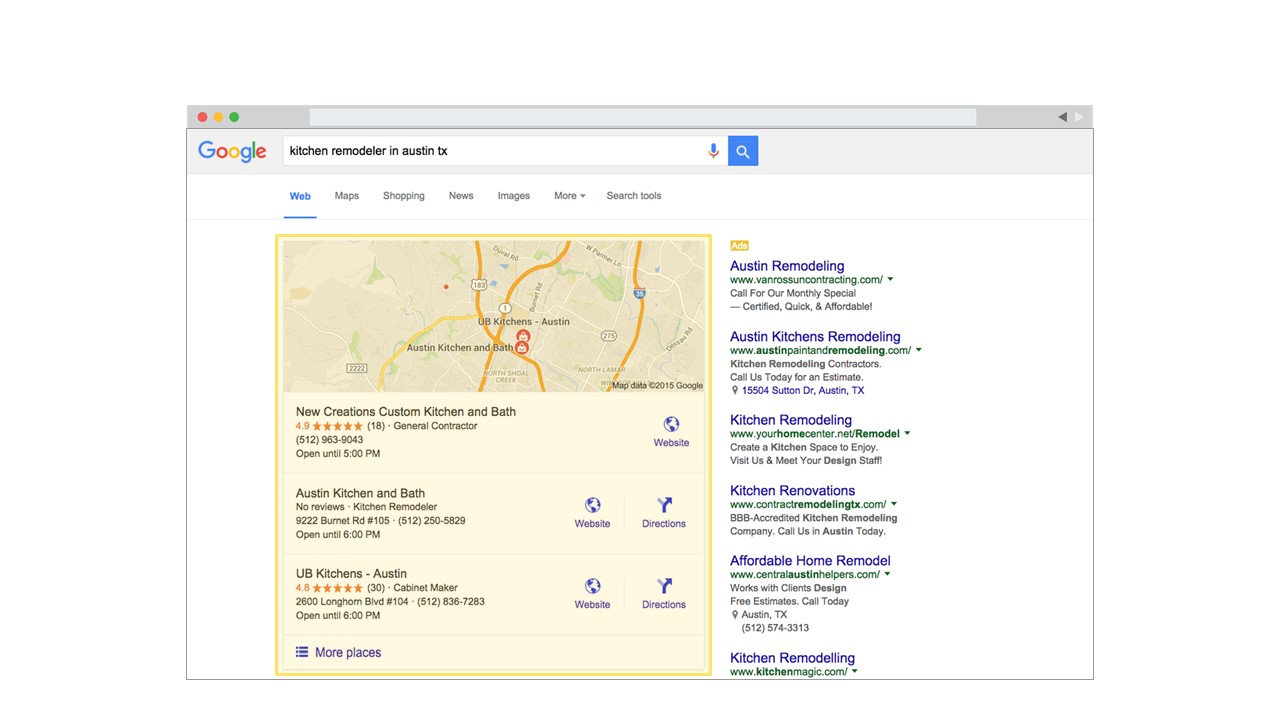 Google
kitchen remodeler in austin tx
Web Maps Shopping News Images More Search tools
Duval Rd
W Parmer Ln
183
35
Burnet Rd
1
UB Kitchens - Austin
275
Austin Kitchen and Bath
Dessau Rd
2222
NORTH SHOAL
CREEK
NORTH LAMAR
Map data ©2015 Google
New Creations Custom Kitchen and Bath
4.9 ★★★★★ (18) · General Contractor
(512) 963-9043
Open until 5:00 PM
Website
Austin Kitchen and Bath
No reviews · Kitchen Remodeler
9222 Burnet Rd #105 · (512) 250-5829
Open until 6:00 PM
Website Directions
UB Kitchens - Austin
4.8 ★★★★★ (30) · Cabinet Maker
2600 Longhorn Blvd #104 · (512) 836-7283
Open until 6:00 PM
Website Directions
More places
Ads
Austin Remodeling
www.vanrossuncontracting.com/
Call For Our Monthly Special
— Certified, Quick, & Affordable!
Austin Kitchens Remodeling
www.austinpaintandremodeling.com/
Kitchen Remodeling Contractors.
Call Us Today for an Estimate.
15504 Sutton Dr, Austin, TX
Kitchen Remodeling
www.yourhomecenter.net/Remodel
Create a Kitchen Space to Enjoy.
Visit Us & Meet Your Design Staff!
Kitchen Renovations
www.contractremodelingtx.com/
BBB-Accredited Kitchen Remodeling
Company. Call Us in Austin Today.
Affordable Home Remodel
www.centralaustinhelpers.com/
Works with Clients Design
Free Estimates. Call Today
Austin, TX
(512) 574-3313
Kitchen Remodelling
www.kitchenmagic.com/